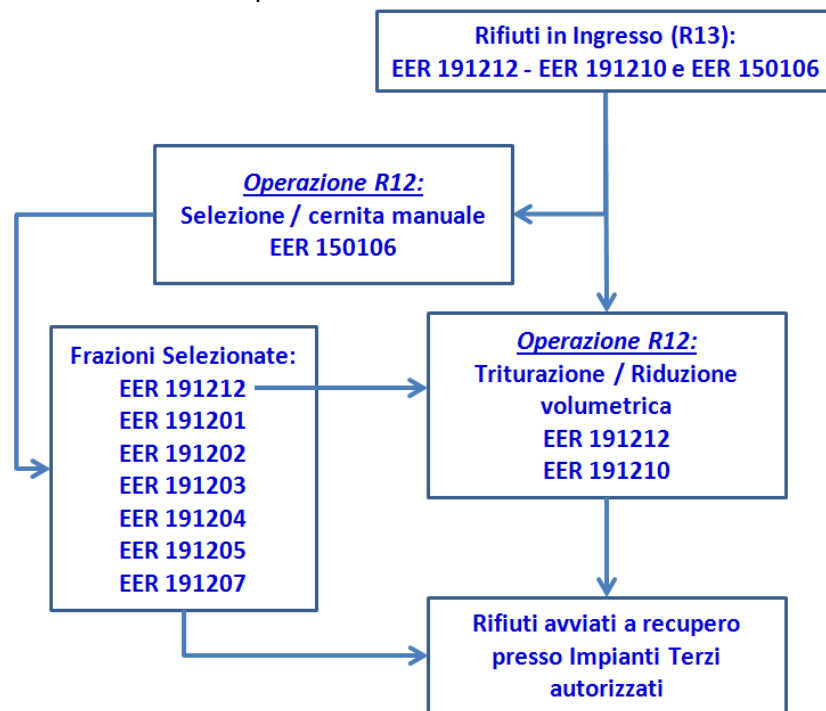 Rifiuti in Ingresso (R13):
EER 191212 - EER 191210 e EER 150106
Operazione R12:
Selezione / cernita manuale
EER 150106
Frazioni Selezionate:
EER 191212
EER 191201
EER 191202
EER 191203
EER 191204
EER 191205
EER 191207
Operazione R12:
Triturazione / Riduzione
volumetrica
EER 191212
EER 191210
Rifiuti avviati a recupero
presso Impianti Terzi
autorizzati